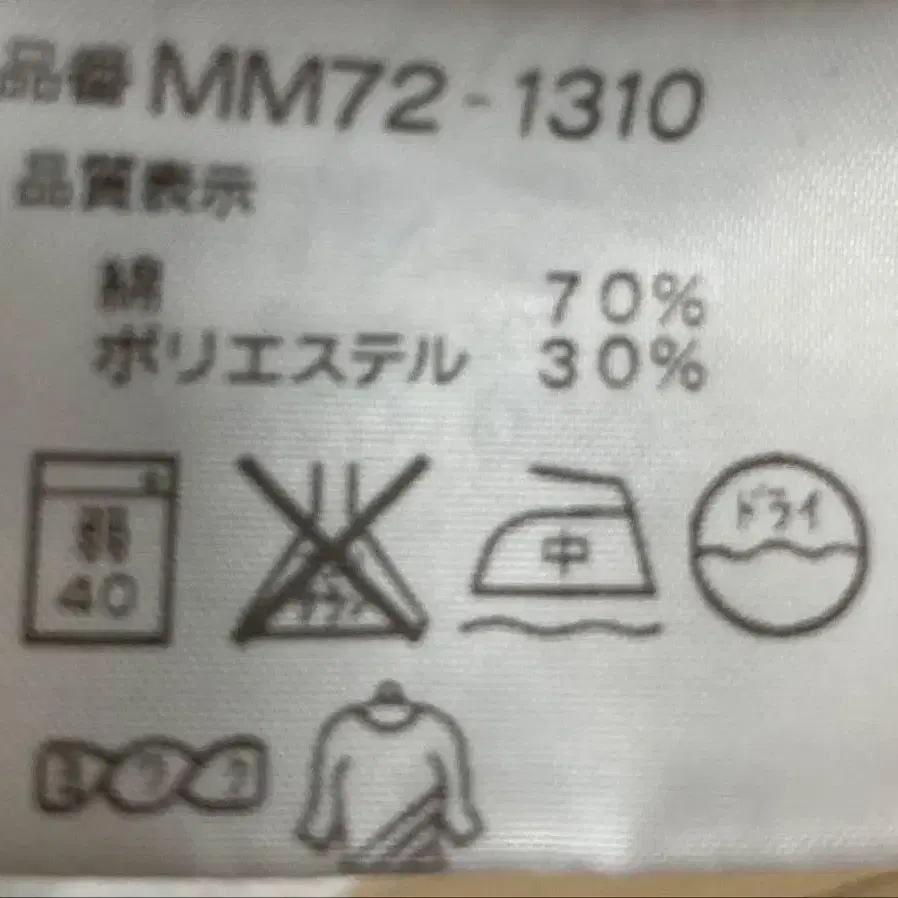 品番 MM72-1310
品質表示
綿 70%
ポリエステル 30%
弱 中 ドライ
40